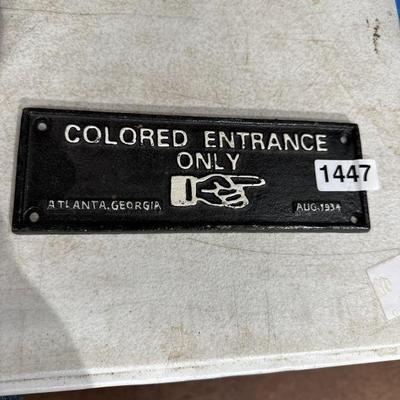 COLORED ENTRANCE
ONLY
1447
ATLANTA, GEORGIA
AUG. 1934